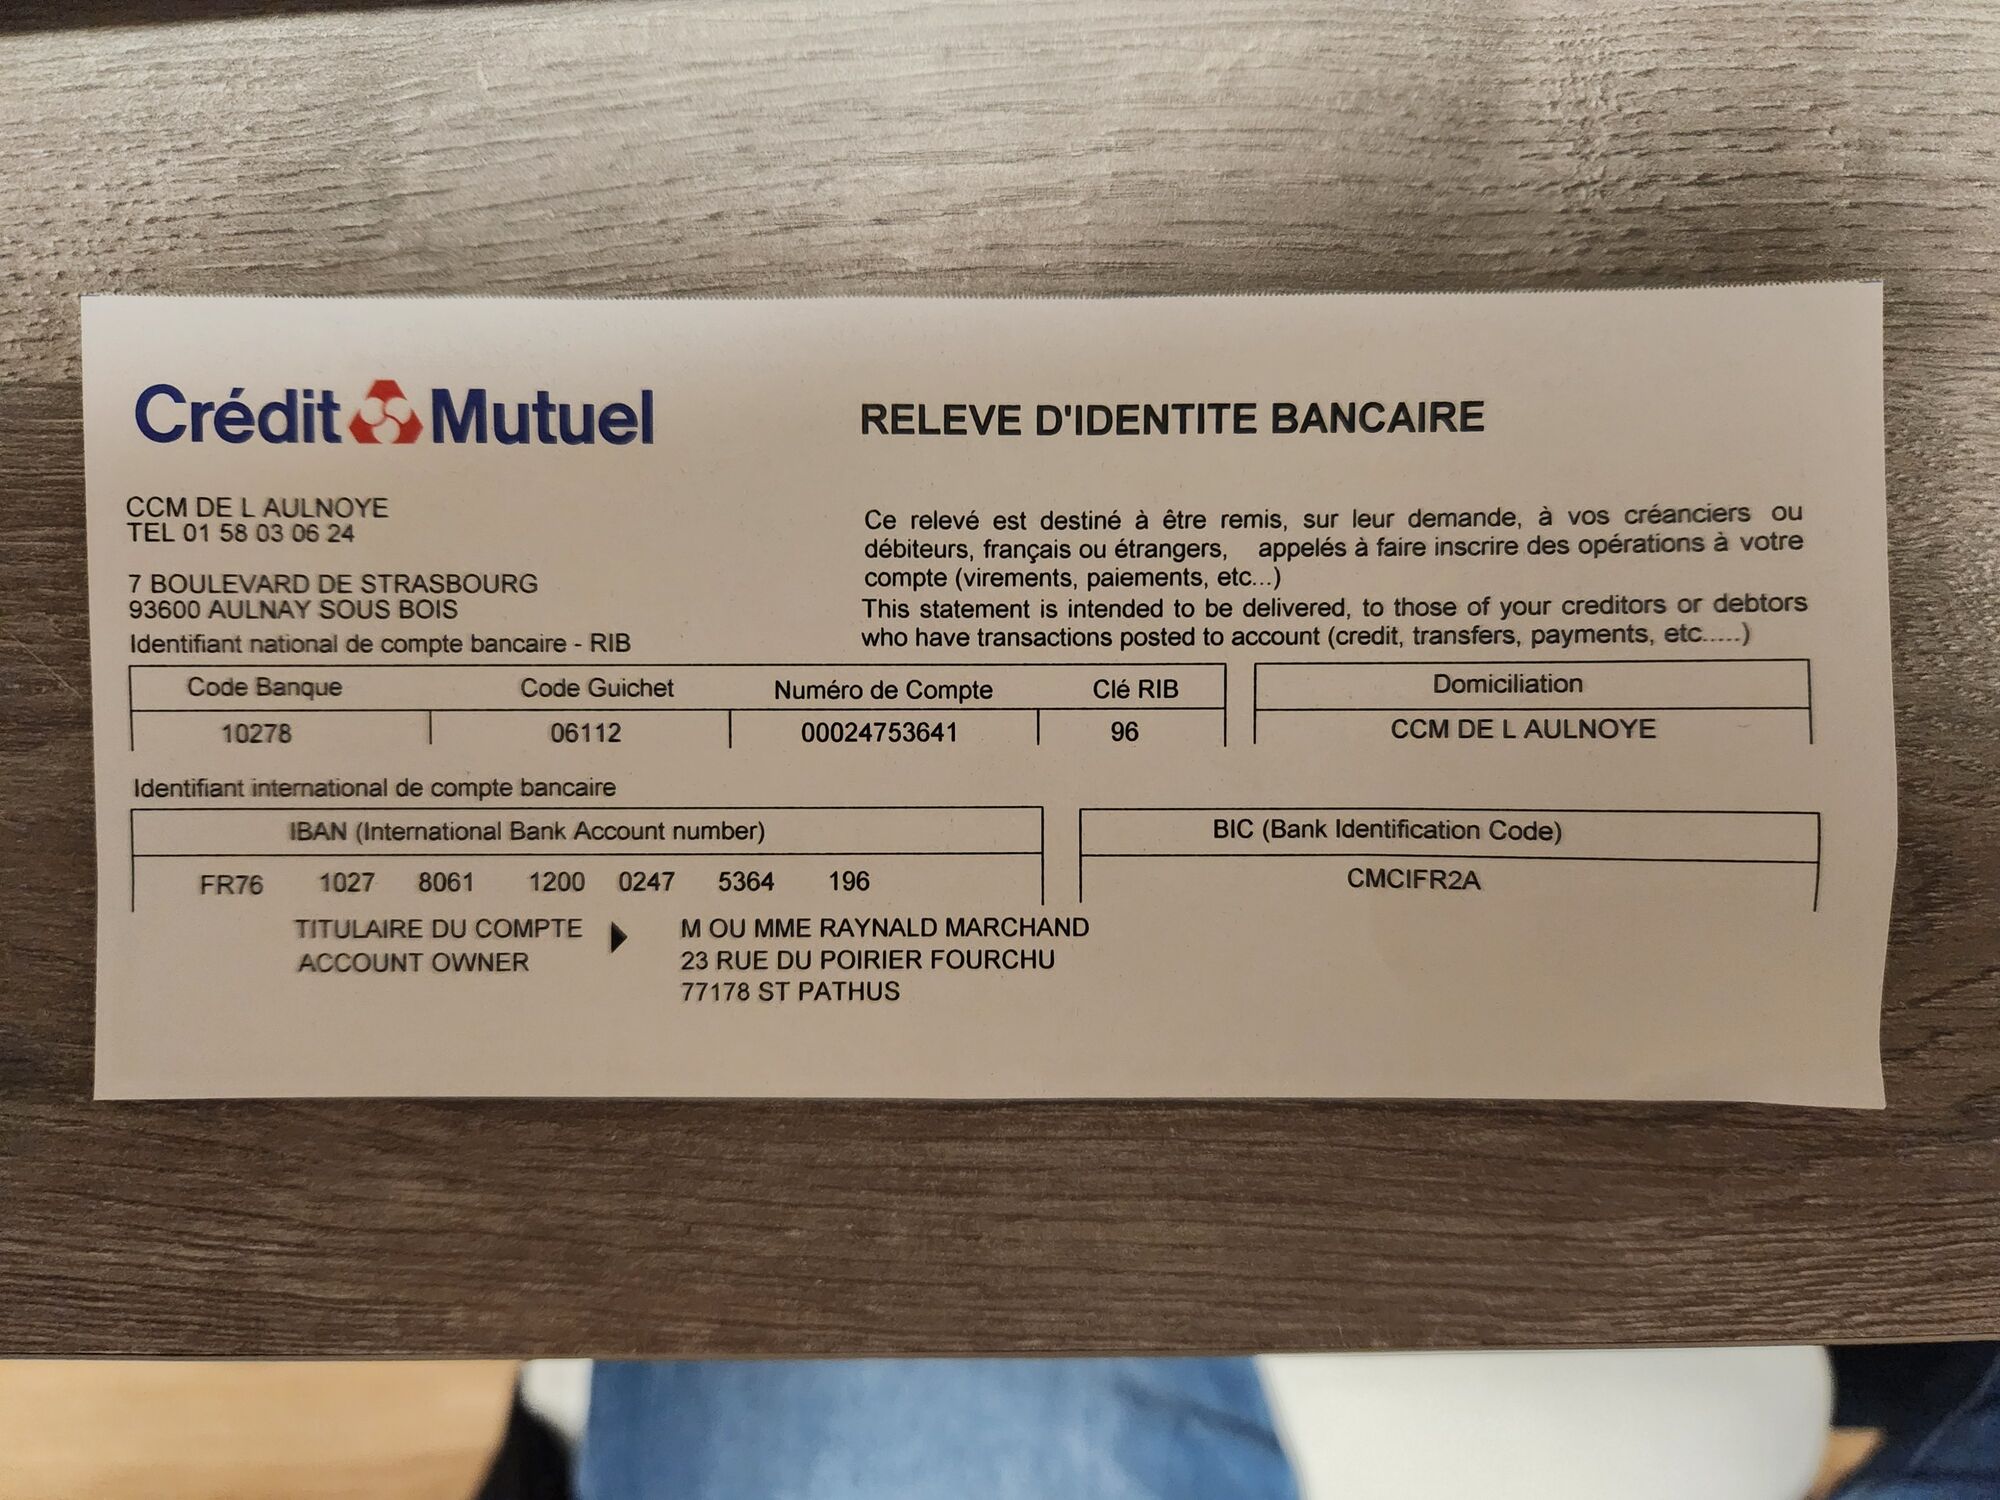 Crédit Mutuel
RELEVE D'IDENTITE BANCAIRE
CCM DE L AULNOYE
TEL 01 58 03 06 24
7 BOULEVARD DE STRASBOURG
93600 AULNAY SOUS BOIS
Ce relevé est destiné à être remis, sur leur demande, à vos créanciers ou
débiteurs, français ou étrangers, appelés à faire inscrire des opérations à votre
compte (virements, paiements, etc...)
This statement is intended to be delivered, to those of your creditors or debtors
who have transactions posted to account (credit, transfers, payments, etc.....)
Identifiant national de compte bancaire - RIB
Code Banque Code Guichet Numéro de Compte Clé RIB Domiciliation
10278 06112 00024753641 96 CCM DE L AULNOYE
Identifiant international de compte bancaire
IBAN (International Bank Account number) BIC (Bank Identification Code)
FR76 1027 8061 1200 0247 5364 196 CMCIFR2A
TITULAIRE DU COMPTE M OU MME RAYNALD MARCHAND
ACCOUNT OWNER 23 RUE DU POIRIER FOURCHU
77178 ST PATHUS